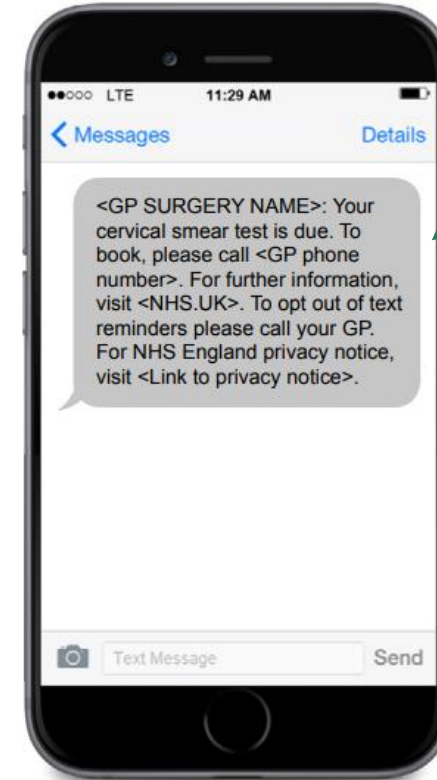 LTE 11:29 AM
Messages Details
<GP SURGERY NAME>: Your
cervical smear test is due. To
book, please call <GP phone
number>. For further information,
visit <NHS.UK>. To opt out of text
reminders please call your GP.
For NHS England privacy notice,
visit <Link to privacy notice>.
Text Message Send